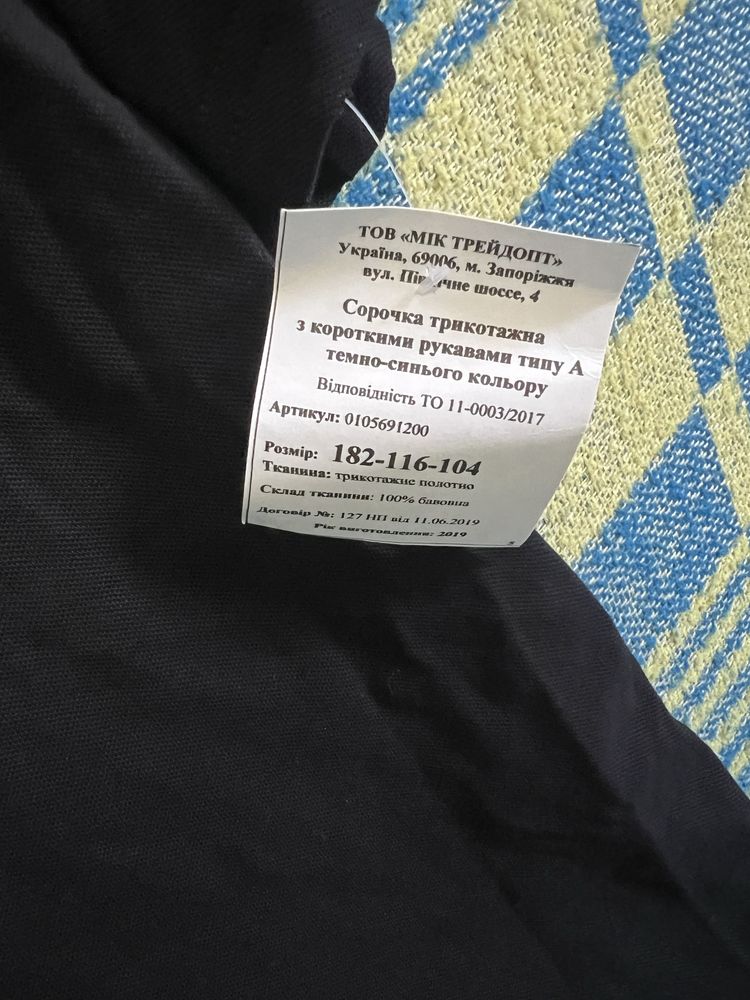 ТОВ «МІК ТРЕЙДОПТ»
Україна, 69006, м. Запоріжжя
вул. Північне шоссе, 4
Сорочка трикотажна
з короткими рукавами типу А
темно-синього кольору
Відповідність ТО 11-0003/2017
Артикул: 0105691200
Розмір: 182-116-104
Тканина: трикотажне полотно
Склад тканини: 100% бавовна
Договір №: 127 НП від 11.06.2019
Рік виготовлення: 2019